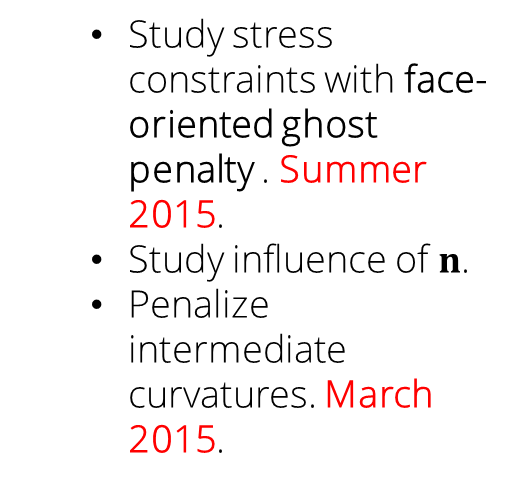 • Study stress
constraints with face-
oriented ghost
penalty . Summer
2015.
• Study influence of n.
• Penalize
intermediate
curvatures. March
2015.